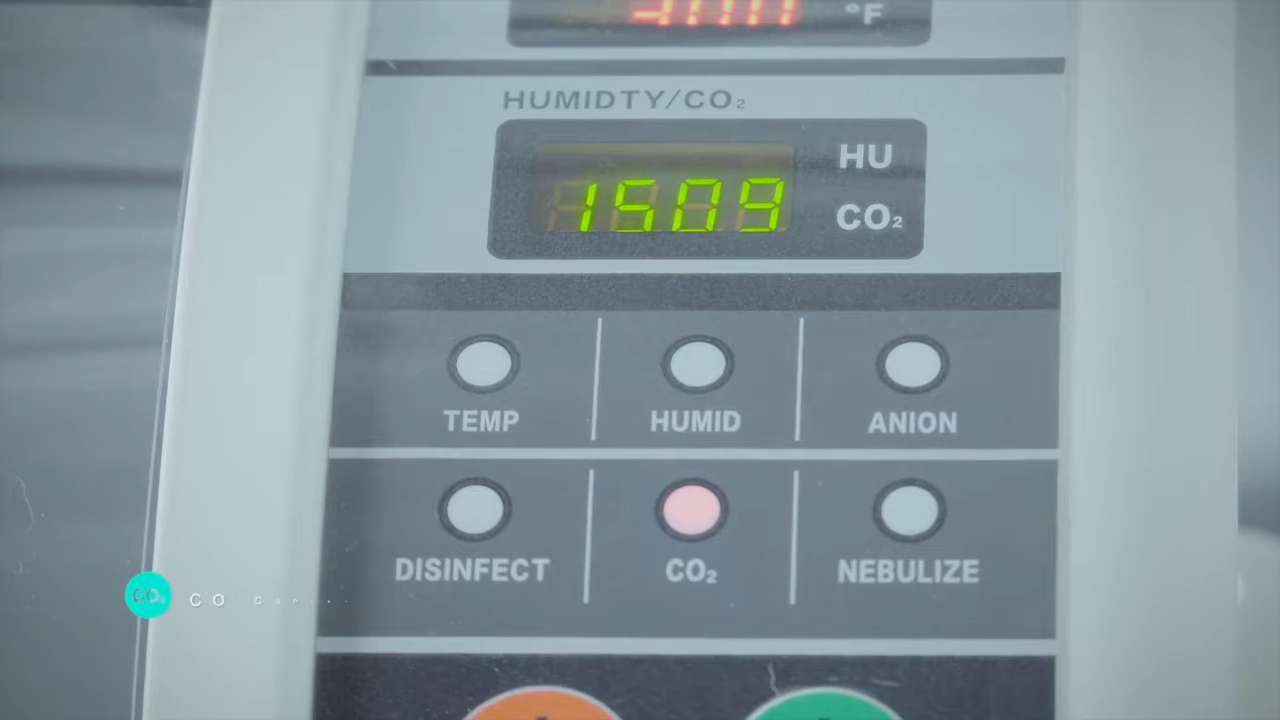 °F
HUMIDTY/CO₂
1509
HU
CO₂
TEMP
HUMID
ANION
DISINFECT
CO₂
NEBULIZE
CO₂ CO